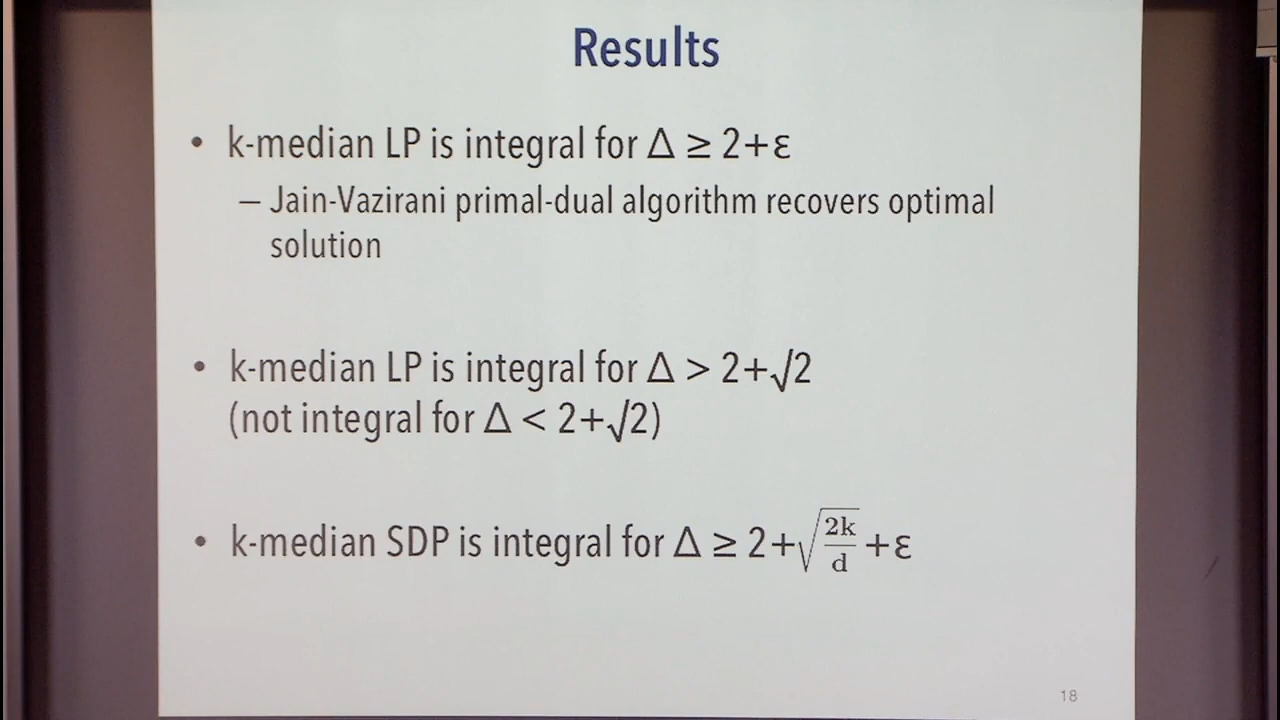 Results
• k-median LP is integral for Δ ≥ 2+ε
– Jain-Vazirani primal-dual algorithm recovers optimal
solution
• k-median LP is integral for Δ > 2+√2
(not integral for Δ < 2+√2)
• k-median SDP is integral for Δ ≥ 2+√(2k/d) +ε
18